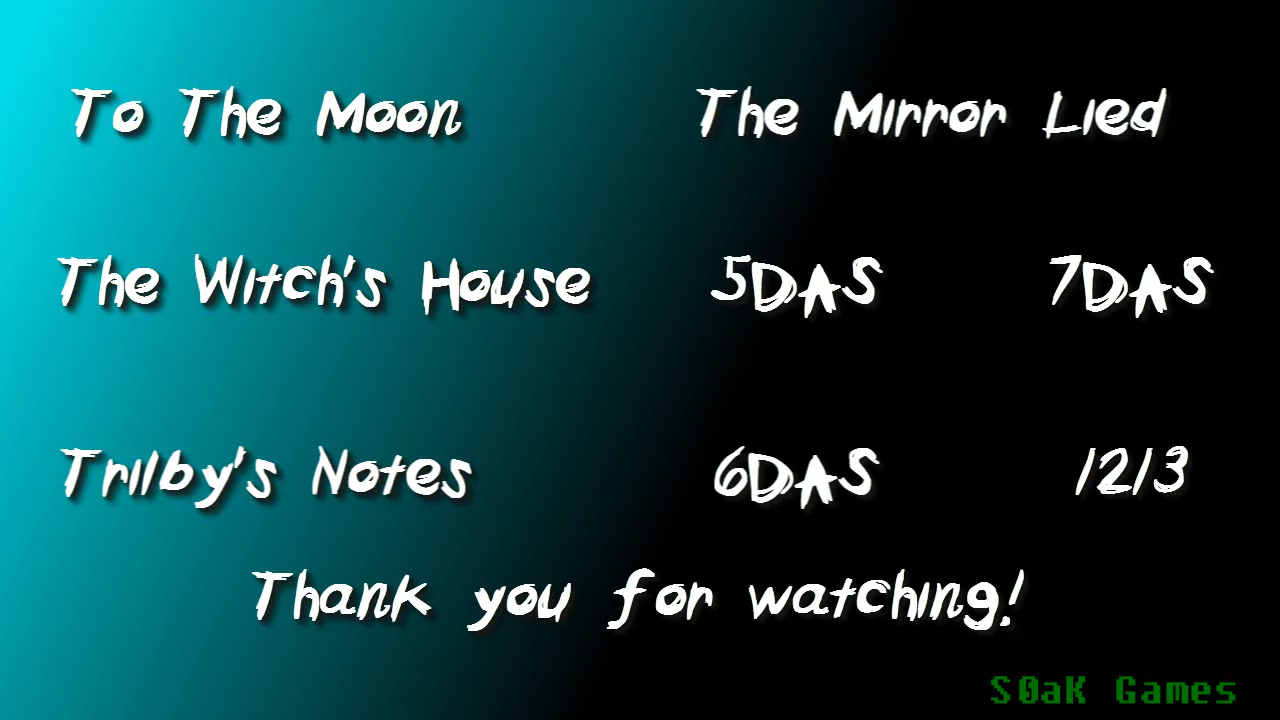 To The Moon The Mirror Lied
The Witch's House 5DAS 7DAS
Trilby's Notes 6DAS 1213
Thank you for watching!
S0aK Games